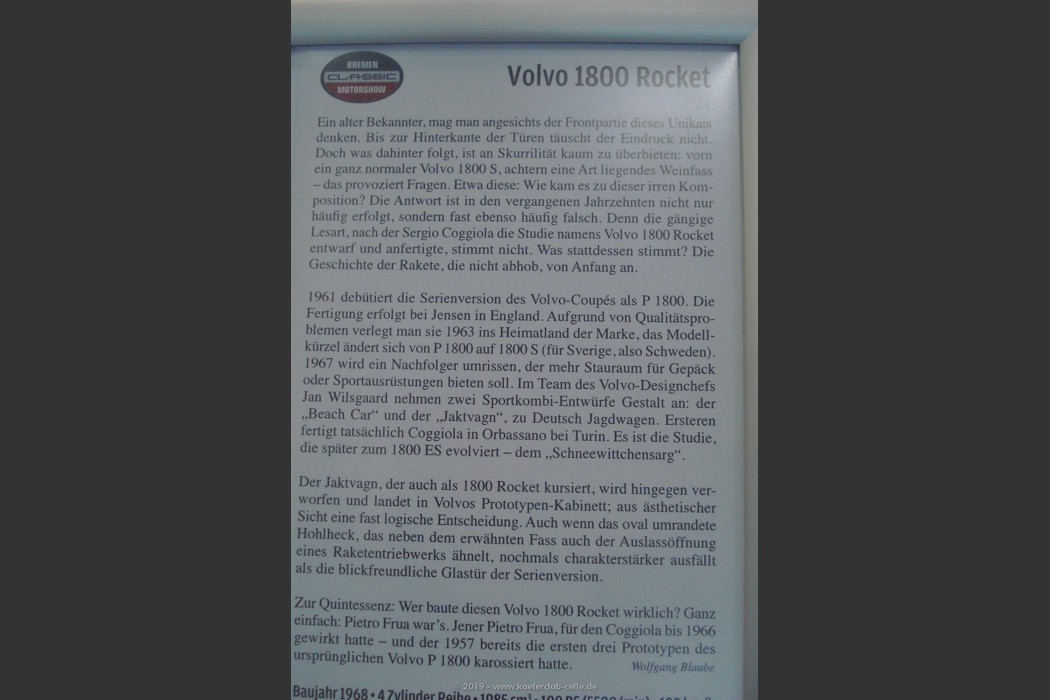 BREMEN
CLASSIC
MOTORSHOW
Volvo 1800 Rocket
Ein alter Bekannter, mag man angesichts der Frontpartie dieses Unikats
denken. Bis zur Hinterkante der Türen täuscht der Eindruck nicht.
Doch was dahinter folgt, ist an Skurrilität kaum zu überbieten: vorn
ein ganz normaler Volvo 1800 S, achtern eine Art liegendes Weinfass
– das provoziert Fragen. Etwa diese: Wie kam es zu dieser irren Kom-
position? Die Antwort ist in den vergangenen Jahrzehnten nicht nur
häufig erfolgt, sondern fast ebenso häufig falsch. Denn die gängige
Lesart, nach der Sergio Coggiola die Studie namens Volvo 1800 Rocket
entwarf und anfertigte, stimmt nicht. Was stattdessen stimmt? Die
Geschichte der Rakete, die nicht abhob, von Anfang an.
1961 debütiert die Serienversion des Volvo-Coupés als P 1800. Die
Fertigung erfolgt bei Jensen in England. Aufgrund von Qualitätspro-
blemen verlegt man sie 1963 ins Heimatland der Marke, das Modell-
kürzel ändert sich von P 1800 auf 1800 S (für Sverige, also Schweden).
1967 wird ein Nachfolger umrissen, der mehr Stauraum für Gepäck
oder Sportausrüstungen bieten soll. Im Team des Volvo-Designchefs
Jan Wilsgaard nehmen zwei Sportkombi-Entwürfe Gestalt an: der
„Beach Car“ und der „Jaktvagn“, zu Deutsch Jagdwagen. Ersteren
fertigt tatsächlich Coggiola in Orbassano bei Turin. Es ist die Studie,
die später zum 1800 ES evolviert – dem „Schneewittchensarg“.
Der Jaktvagn, der auch als 1800 Rocket kursiert, wird hingegen ver-
worfen und landet in Volvos Prototypen-Kabinett; aus ästhetischer
Sicht eine fast logische Entscheidung. Auch wenn das oval umrandete
Hohlheck, das neben dem erwähnten Fass auch der Auslassöffnung
eines Raketentriebwerks ähnelt, nochmals charakterstärker ausfällt
als die blickfreundliche Glastür der Serienversion.
Zur Quintessenz: Wer baute diesen Volvo 1800 Rocket wirklich? Ganz
einfach: Pietro Frua war's. Jener Pietro Frua, für den Coggiola bis 1966
gewirkt hatte – und der 1957 bereits die ersten drei Prototypen des
ursprünglichen Volvo P 1800 karossiert hatte.
Wolfgang Blaube
© 2019 - www.kaeferclub-celle.de
Baujahr 1968 • 4 Zylinder Reihe • 1985 cm³